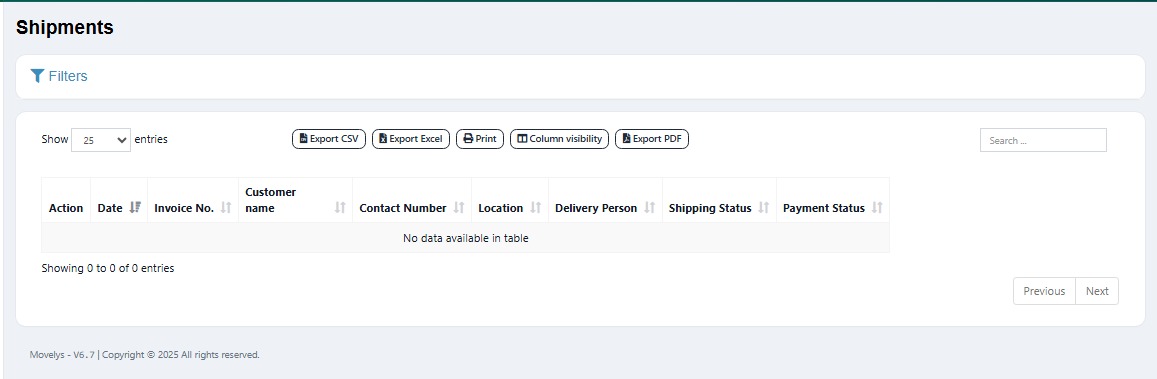 Shipments
Filters
Show 25 entries
Export CSV Export Excel Print Column visibility Export PDF
Search ...
Action Date Invoice No. Customer name Contact Number Location Delivery Person Shipping Status Payment Status
No data available in table
Showing 0 to 0 of 0 entries
Previous Next
Movelys - V6.7 | Copyright © 2025 All rights reserved.